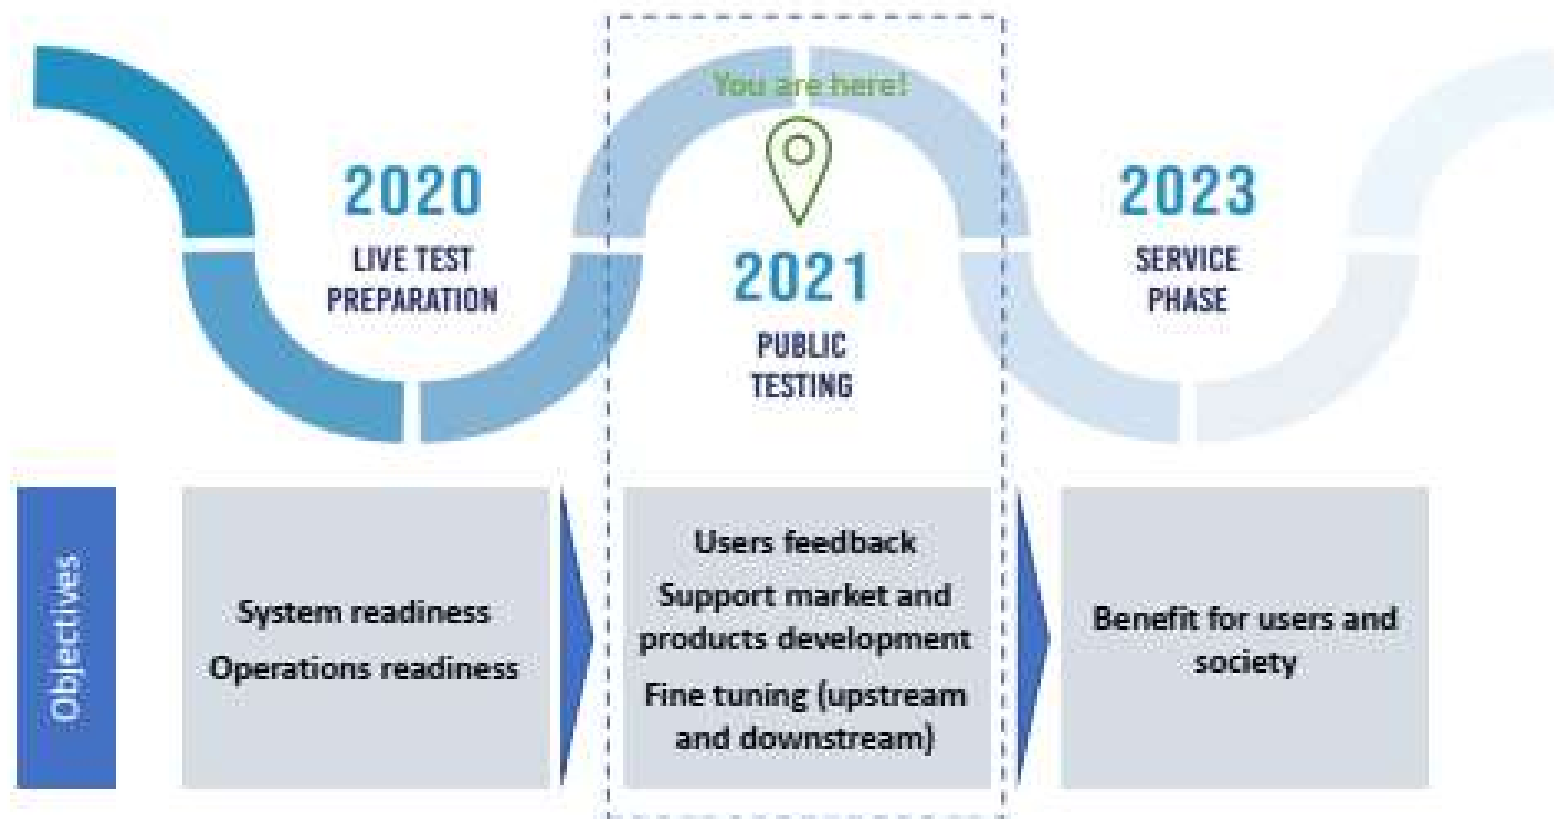 You are here!
2020
LIVE TEST
PREPARATION
2021
PUBLIC
TESTING
2023
SERVICE
PHASE
Objectives
System readiness
Operations readiness
Users feedback
Support market and
products development
Fine tuning (upstream
and downstream)
Benefit for users and
society